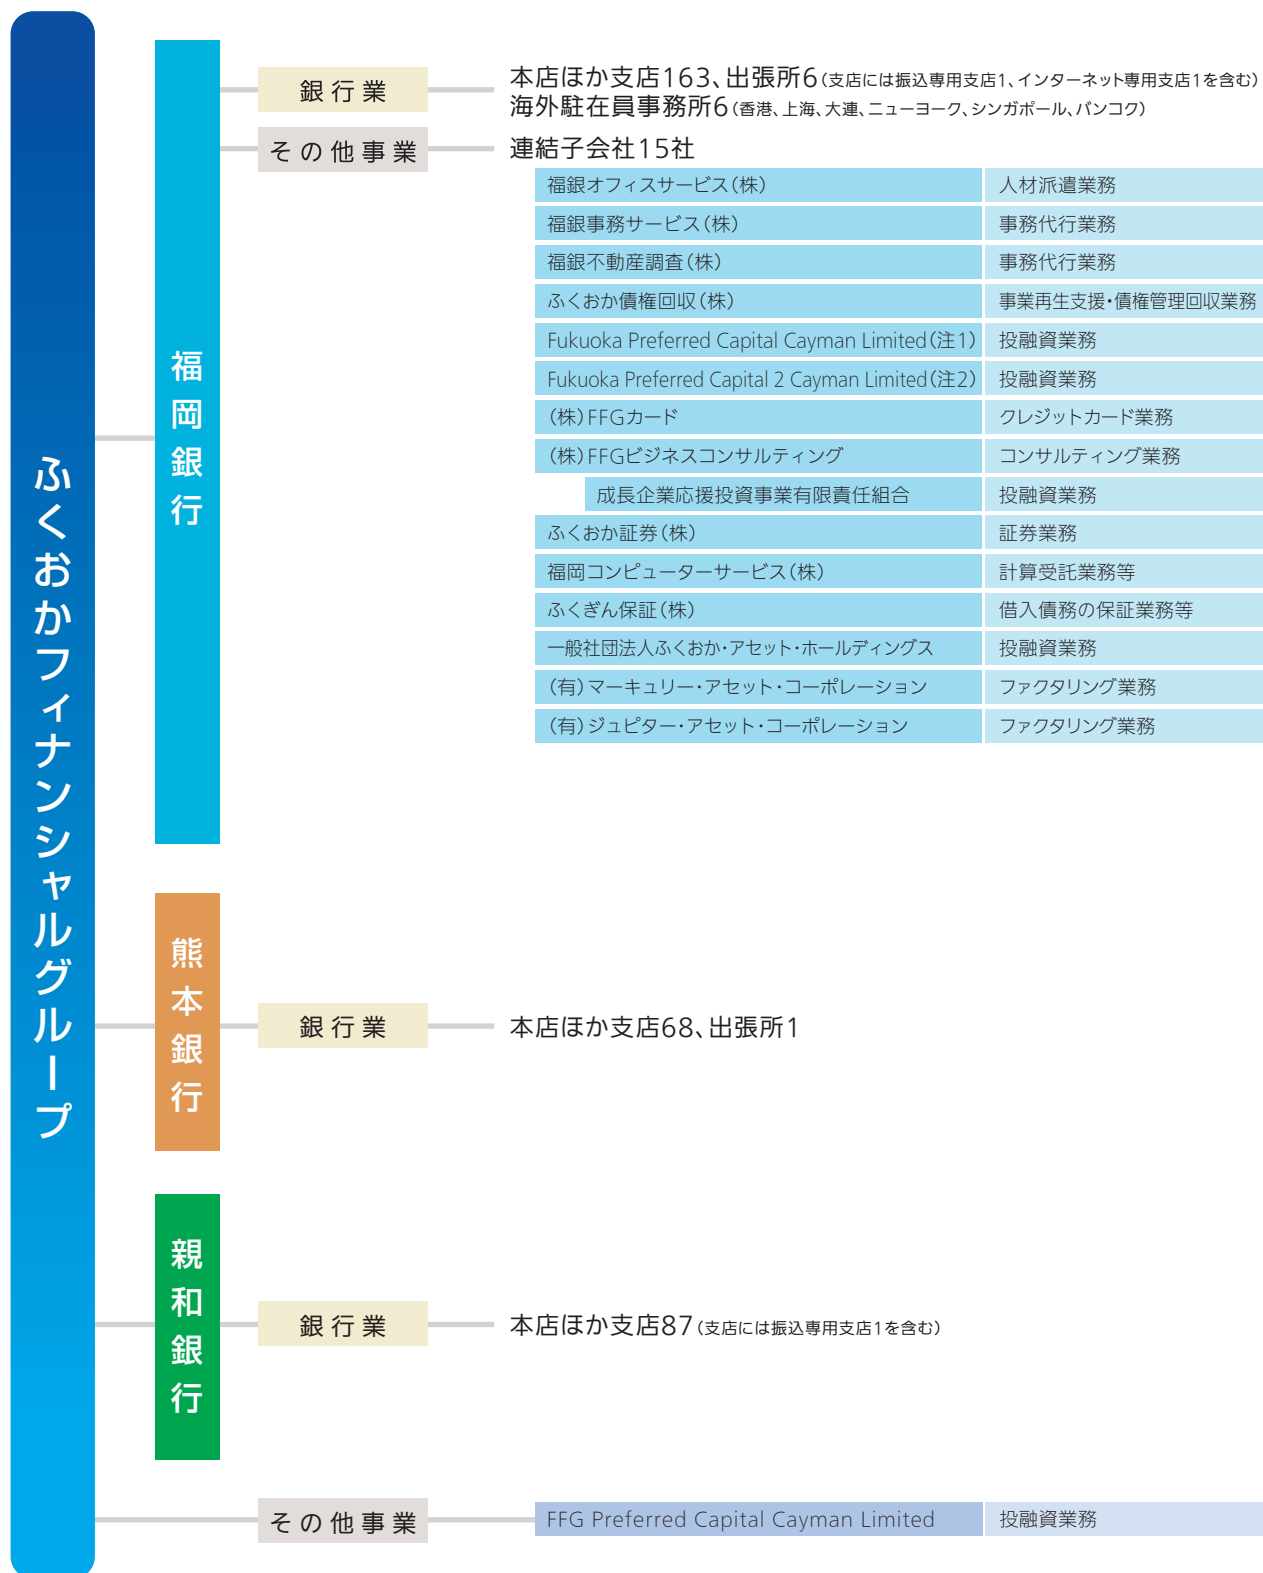 ふくおかフィナンシャルグループ
福岡銀行
銀行業
本店ほか支店163、出張所6(支店には振込専用支店1、インターネット専用支店1を含む)
海外駐在員事務所6(香港、上海、大連、ニューヨーク、シンガポール、バンコク)
その他事業
連結子会社15社
福銀オフィスサービス(株) 人材派遣業務
福銀事務サービス(株) 事務代行業務
福銀不動産調査(株) 事務代行業務
ふくおか債権回収(株) 事業再生支援・債権管理回収業務
Fukuoka Preferred Capital Cayman Limited(注1) 投融資業務
Fukuoka Preferred Capital 2 Cayman Limited(注2) 投融資業務
(株)FFGカード クレジットカード業務
(株)FFGビジネスコンサルティング コンサルティング業務
成長企業応援投資事業有限責任組合 投融資業務
ふくおか証券(株) 証券業務
福岡コンピューターサービス(株) 計算受託業務等
ふくぎん保証(株) 借入債務の保証業務等
一般社団法人ふくおか・アセット・ホールディングス 投融資業務
(有)マーキュリー・アセット・コーポレーション ファクタリング業務
(有)ジュピター・アセット・コーポレーション ファクタリング業務
熊本銀行
銀行業
本店ほか支店68、出張所1
親和銀行
銀行業
本店ほか支店87(支店には振込専用支店1を含む)
その他事業
FFG Preferred Capital Cayman Limited 投融資業務